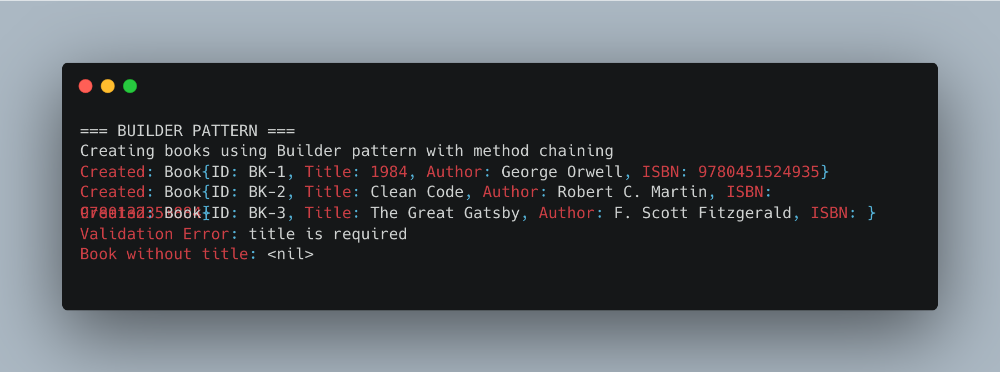 === BUILDER PATTERN ===
Creating books using Builder pattern with method chaining
Created: Book{ID: BK-1, Title: 1984, Author: George Orwell, ISBN: 9780451524935}
Created: Book{ID: BK-2, Title: Clean Code, Author: Robert C. Martin, ISBN:
Created: Book{ID: BK-3, Title: The Great Gatsby, Author: F. Scott Fitzgerald, ISBN: }
Validation Error: title is required
Book without title: <nil>